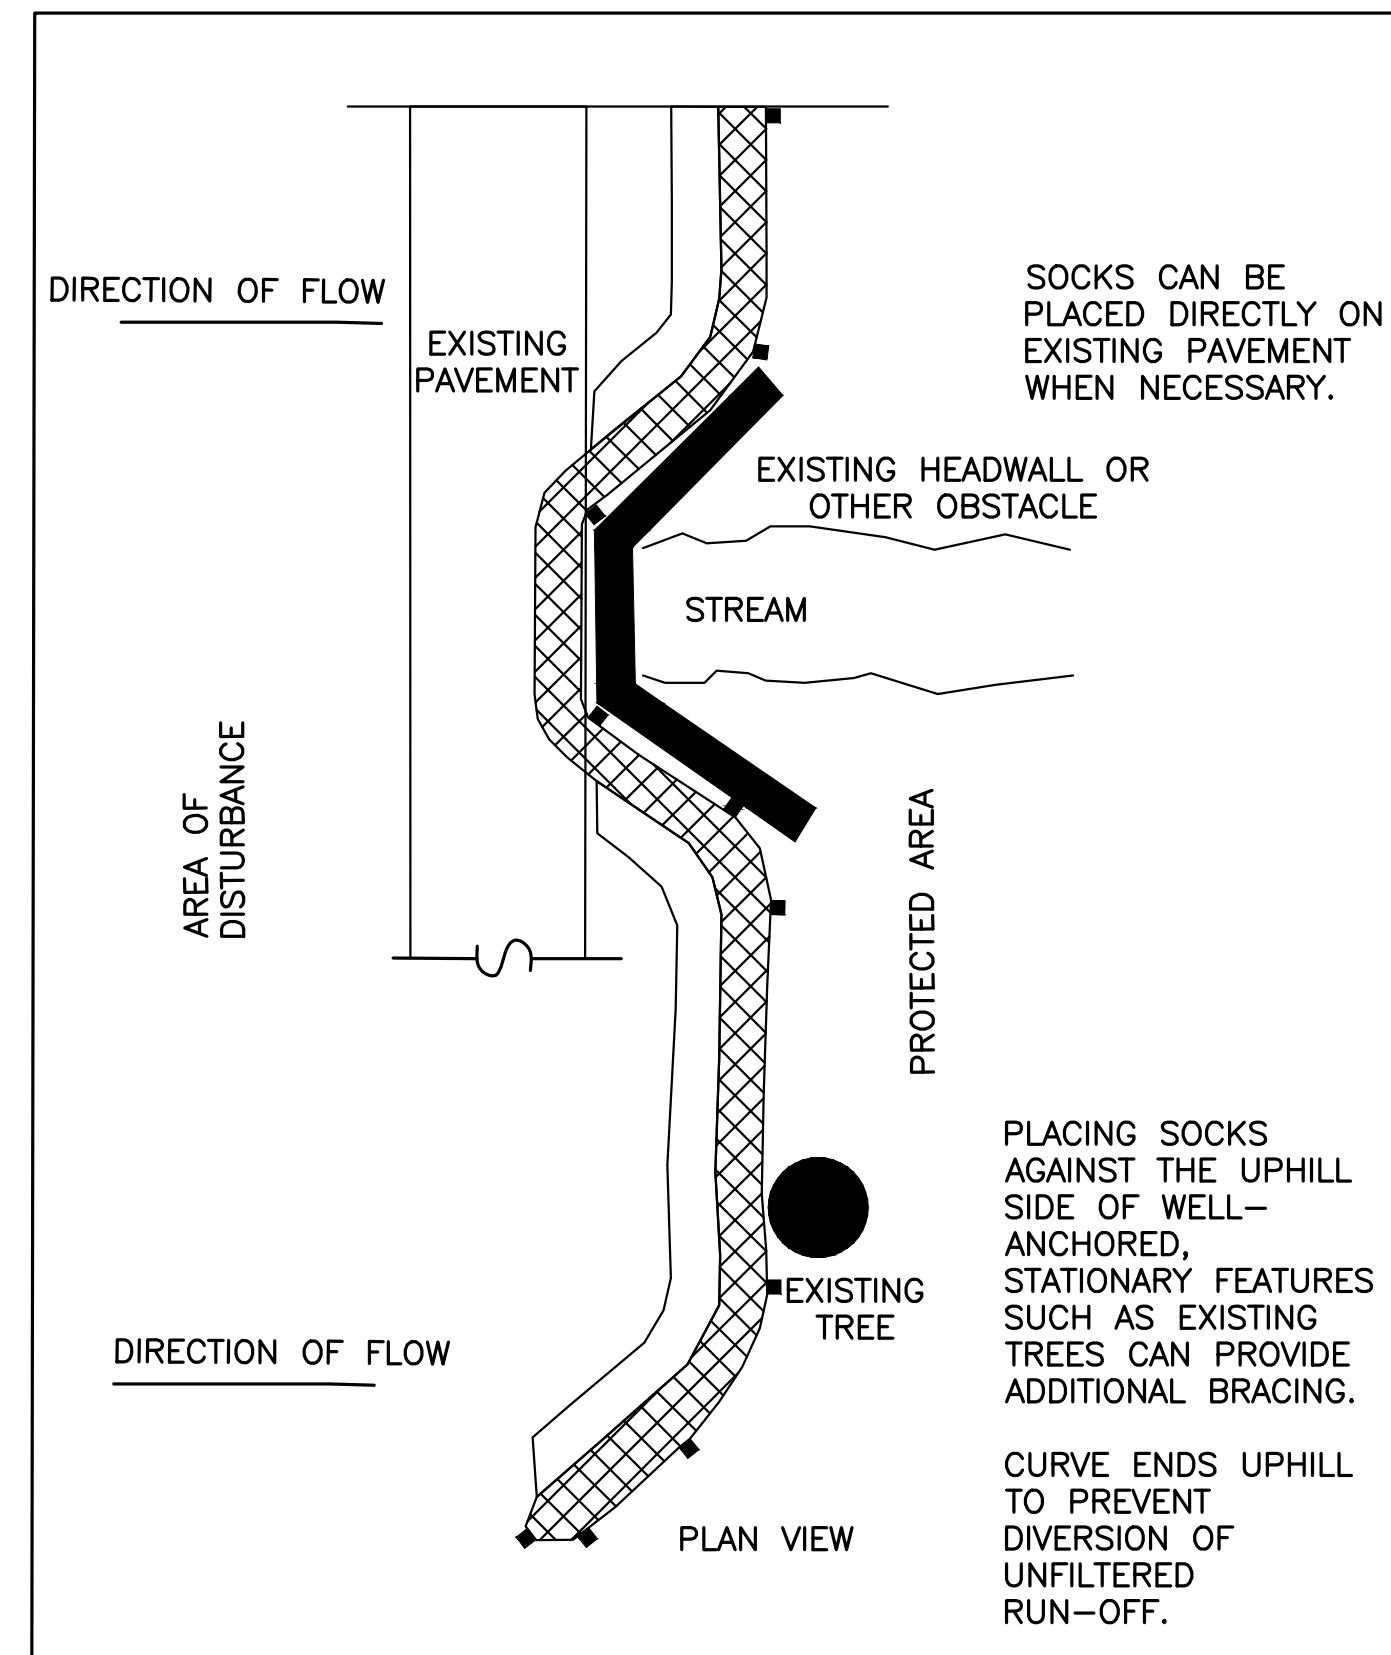 DIRECTION OF FLOW
EXISTING
PAVEMENT
SOCKS CAN BE
PLACED DIRECTLY ON
EXISTING PAVEMENT
WHEN NECESSARY.
EXISTING HEADWALL OR
OTHER OBSTACLE
STREAM
AREA OF
DISTURBANCE
PROTECTED AREA
PLACING SOCKS
AGAINST THE UPHILL
SIDE OF WELL-
ANCHORED,
STATIONARY FEATURES
SUCH AS EXISTING
TREES CAN PROVIDE
ADDITIONAL BRACING.
EXISTING
TREE
DIRECTION OF FLOW
CURVE ENDS UPHILL
TO PREVENT
DIVERSION OF
UNFILTERED
RUN-OFF.
PLAN VIEW